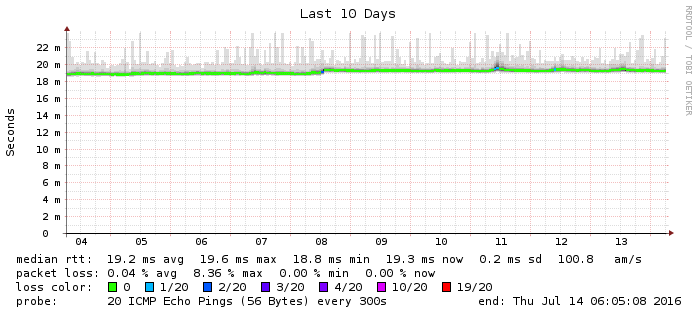 Last 10 Days
RRDTOOL / TOBI OETIKER
Seconds
22 m
20 m
18 m
16 m
14 m
12 m
10 m
8 m
6 m
4 m
2 m
0
04 05 06 07 08 09 10 11 12 13
median rtt: 19.2 ms avg 19.6 ms max 18.8 ms min 19.3 ms now 0.2 ms sd 100.8 am/s
packet loss: 0.04 % avg 8.36 % max 0.00 % min 0.00 % now
loss color: 0 1/20 2/20 3/20 4/20 10/20 19/20
probe: 20 ICMP Echo Pings (56 Bytes) every 300s end: Thu Jul 14 06:05:08 2016